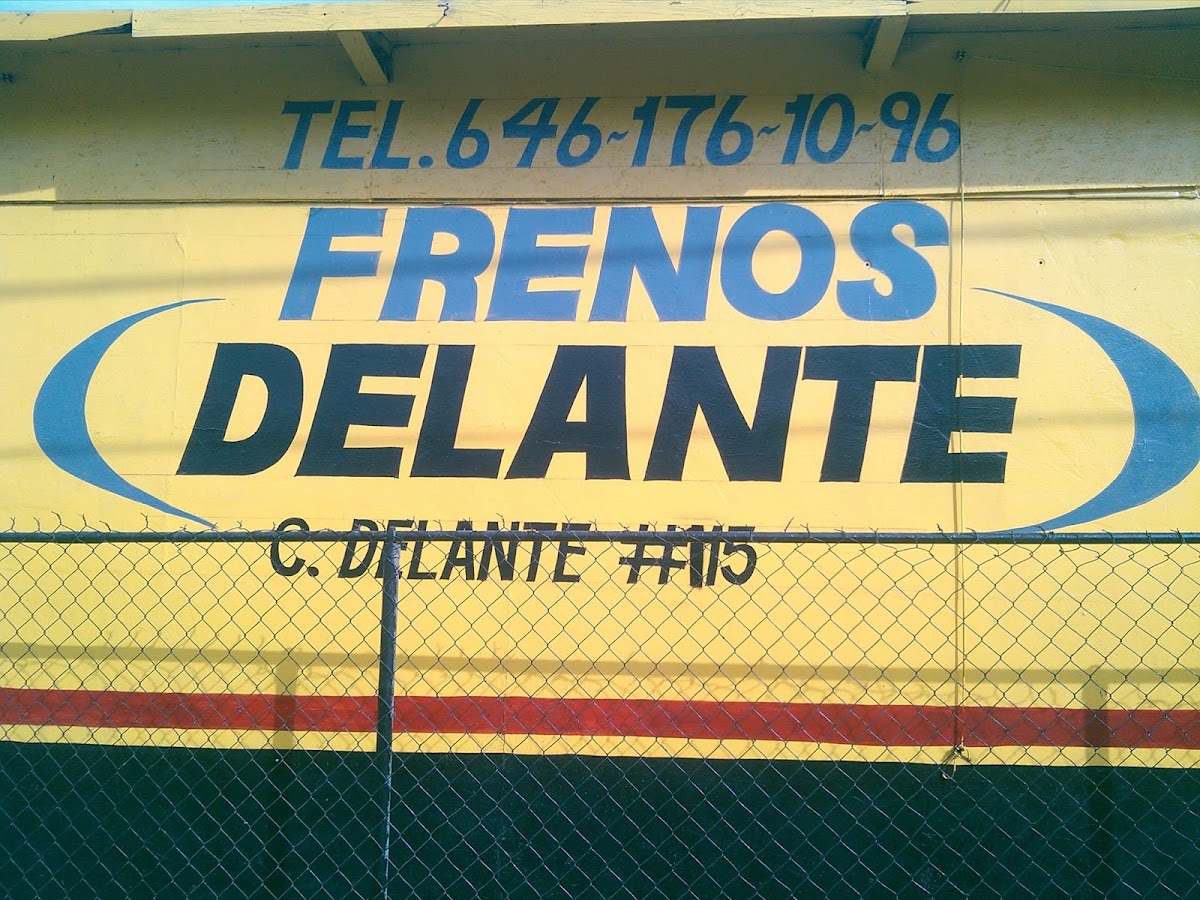 TEL. 646~176~10~96
FRENOS
DELANTE
C. DELANTE #115